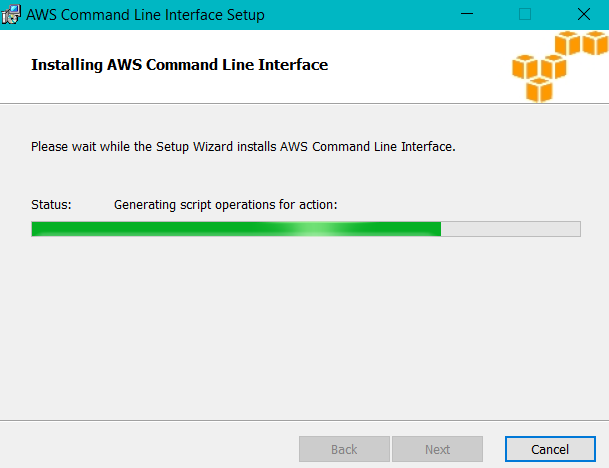 AWS Command Line Interface Setup
Installing AWS Command Line Interface
Please wait while the Setup Wizard installs AWS Command Line Interface.
Status: Generating script operations for action:
Back Next Cancel